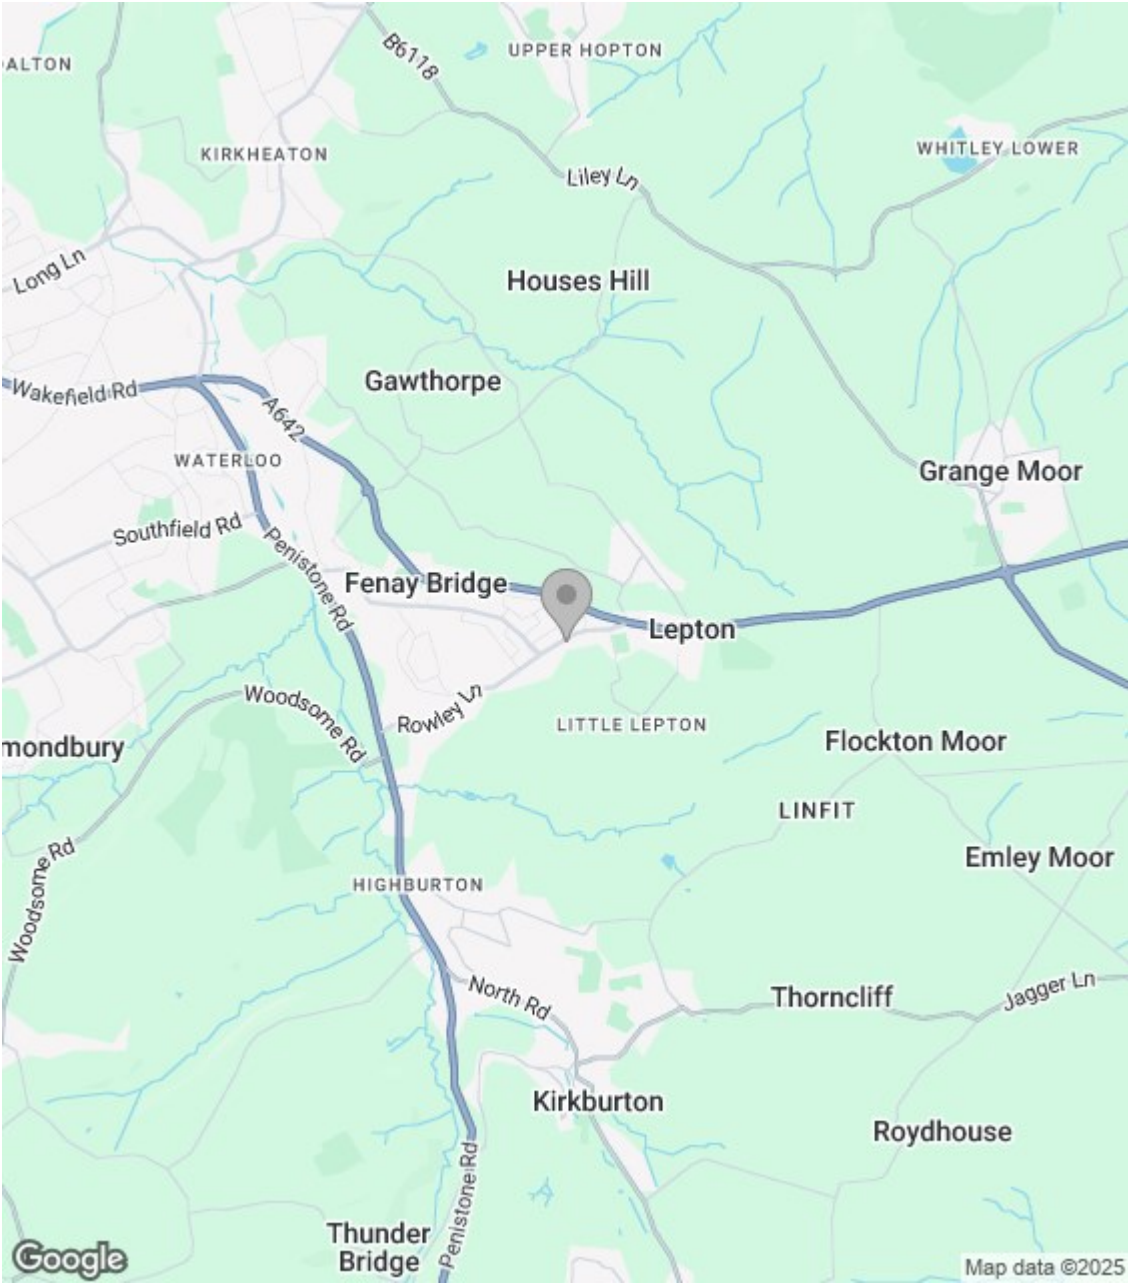 B6118
UPPER HOPTON
ALTON
KIRKHEATON
WHITLEY LOWER
Liley Ln
Long Ln
Houses Hill
Gawthorpe
Wakefield Rd
A642
WATERLOO
Grange Moor
Southfield Rd
Penistone Rd
Fenay Bridge
Lepton
Woodsome Rd
Rowley Ln
LITTLE LEPTON
mondbury
Flockton Moor
LINFIT
Woodsome Rd
Emley Moor
HIGHBURTON
North Rd
Thorncliff
Jagger Ln
Kirkburton
Roydhouse
Penistone Rd
Thunder
Bridge
Google
Map data ©2025